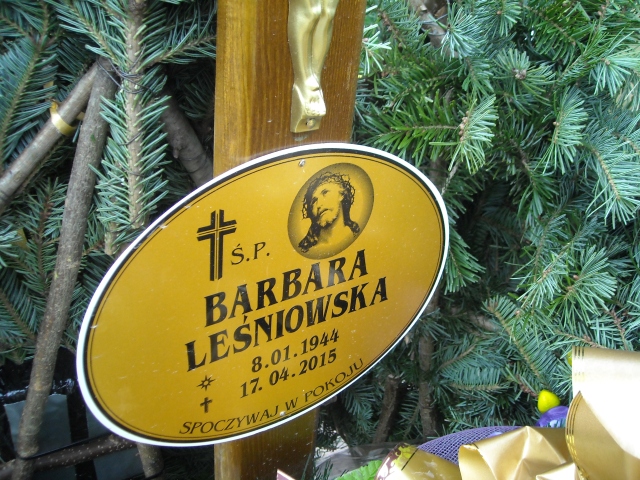 Ś.P.
BARBARA
LEŚNIOWSKA
8.01.1944
17.04.2015
SPOCZYWAJ W POKOJU